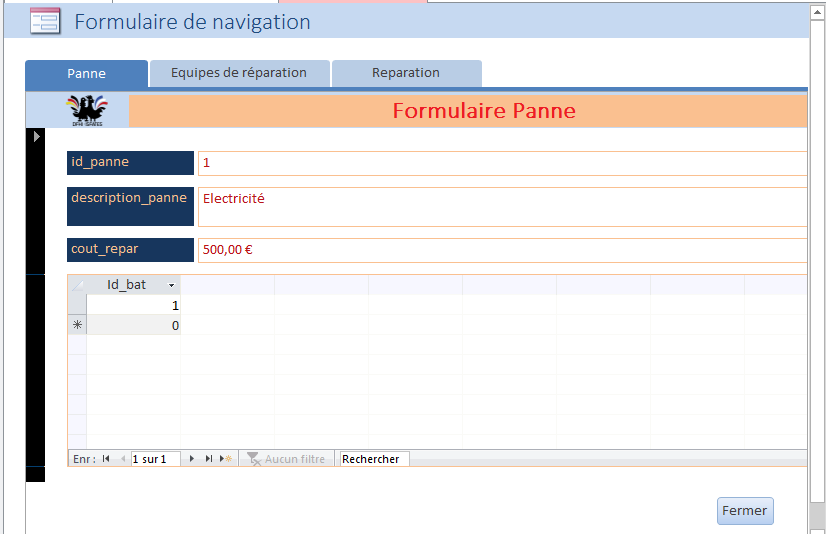 Formulaire de navigation
Panne Equipes de réparation Reparation
Formulaire Panne
id_panne 1
description_panne Electricité
cout_repar 500,00 €
Id_bat
1
0
Enr : 1 sur 1 Aucun filtre Rechercher
Fermer